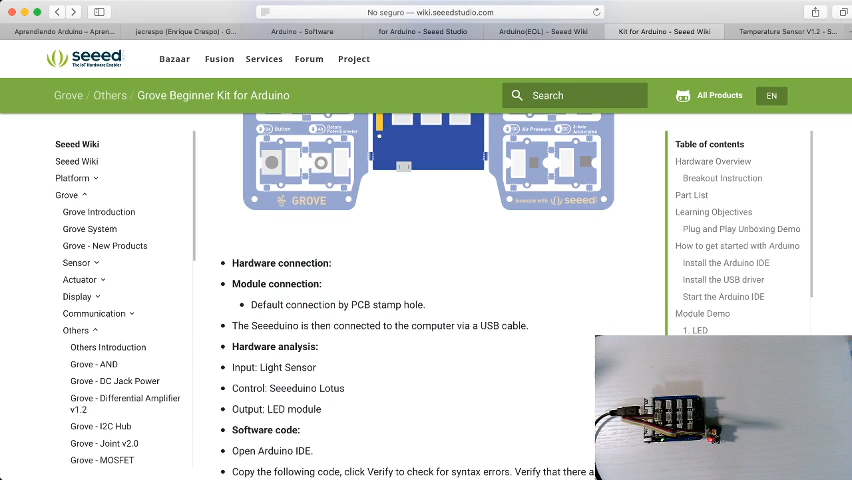 No seguro — wiki.seeedstudio.com
Aprendiendo Arduino – Apren...
jecrespo (Enrique Crespo) · G...
Arduino – Software
for Arduino – Seeed Studio
Arduino(EOL) – Seeed Wiki
Kit for Arduino – Seeed Wiki
Temperature Sensor V1.2 – S...
seeed
The IoT Hardware Enabler
Bazaar Fusion Services Forum Project
Grove / Others / Grove Beginner Kit for Arduino
Search
All Products
EN
Seeed Wiki
Seeed Wiki
Platform
Grove
Grove Introduction
Grove System
Grove - New Products
Sensor
Actuator
Display
Communication
Others
Others Introduction
Grove - AND
Grove - DC Jack Power
Grove - Differential Amplifier
v1.2
Grove - I2C Hub
Grove - Joint v2.0
Grove - MOSFET
Button
Rotary
Potentiometer
Air Pressure
3-Axis
GROVE
Innovate with seeed
Hardware connection:
Module connection:
Default connection by PCB stamp hole.
The Seeeduino is then connected to the computer via a USB cable.
Hardware analysis:
Input: Light Sensor
Control: Seeeduino Lotus
Output: LED module
Software code:
Open Arduino IDE.
Copy the following code, click Verify to check for syntax errors. Verify that there a
Table of contents
Hardware Overview
Breakout Instruction
Part List
Learning Objectives
Plug and Play Unboxing Demo
How to get started with Arduino
Install the Arduino IDE
Install the USB driver
Start the Arduino IDE
Module Demo
1. LED